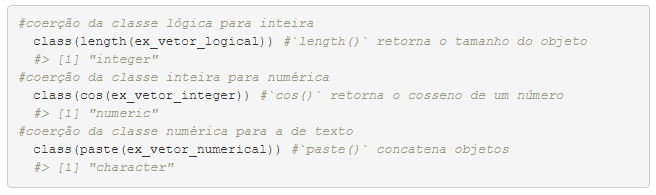 #coerção da classe lógica para inteira
class(length(ex_vetor_logical)) #`length()` retorna o tamanho do objeto
#> [1] "integer"
#coerção da classe inteira para numérica
class(cos(ex_vetor_integer)) #`cos()` retorna o cosseno de um número
#> [1] "numeric"
#coerção da classe numérica para a de texto
class(paste(ex_vetor_numerical)) #`paste()` concatena objetos
#> [1] "character"